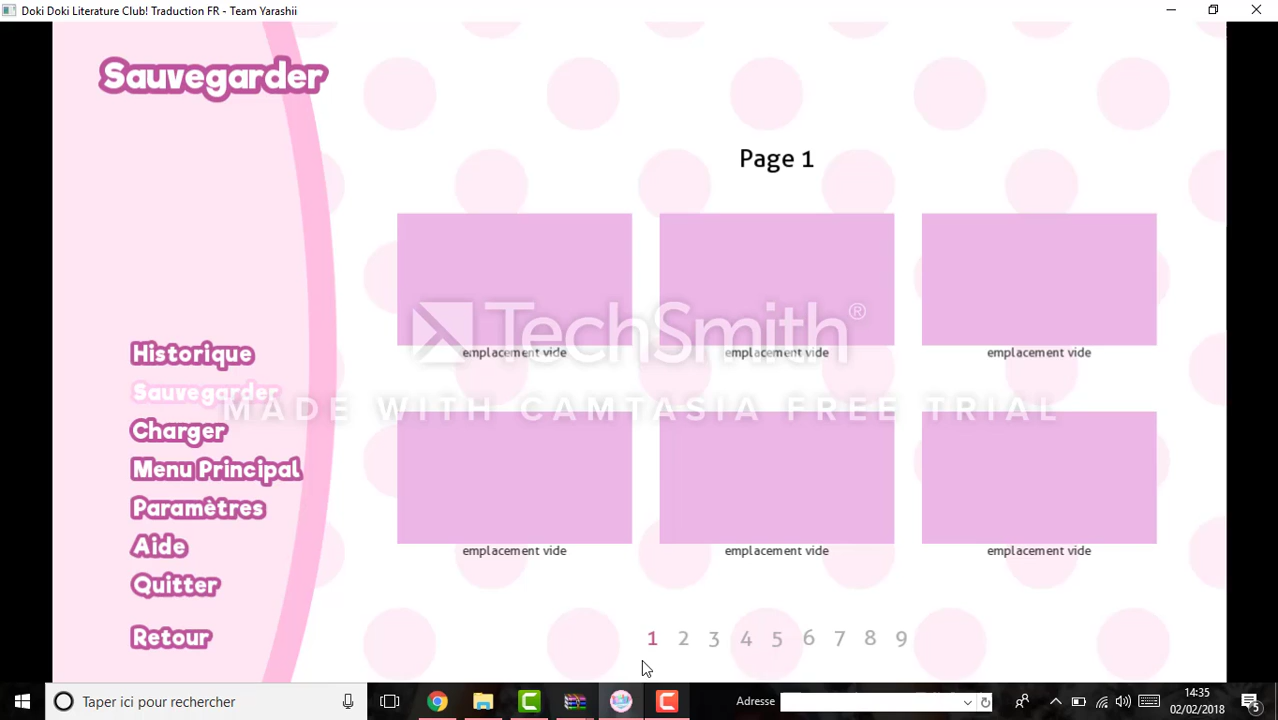 Doki Doki Literature Club! Traduction FR - Team Yarashii
Sauvegarder
Page 1
emplacement vide
emplacement vide
emplacement vide
TechSmith®
MADE WITH CAMTASIA FREE TRIAL
emplacement vide
emplacement vide
emplacement vide
Historique
Sauvegarder
Charger
Menu Principal
Paramètres
Aide
Quitter
Retour
1 2 3 4 5 6 7 8 9
Taper ici pour rechercher
Adresse
14:35
02/02/2018
5